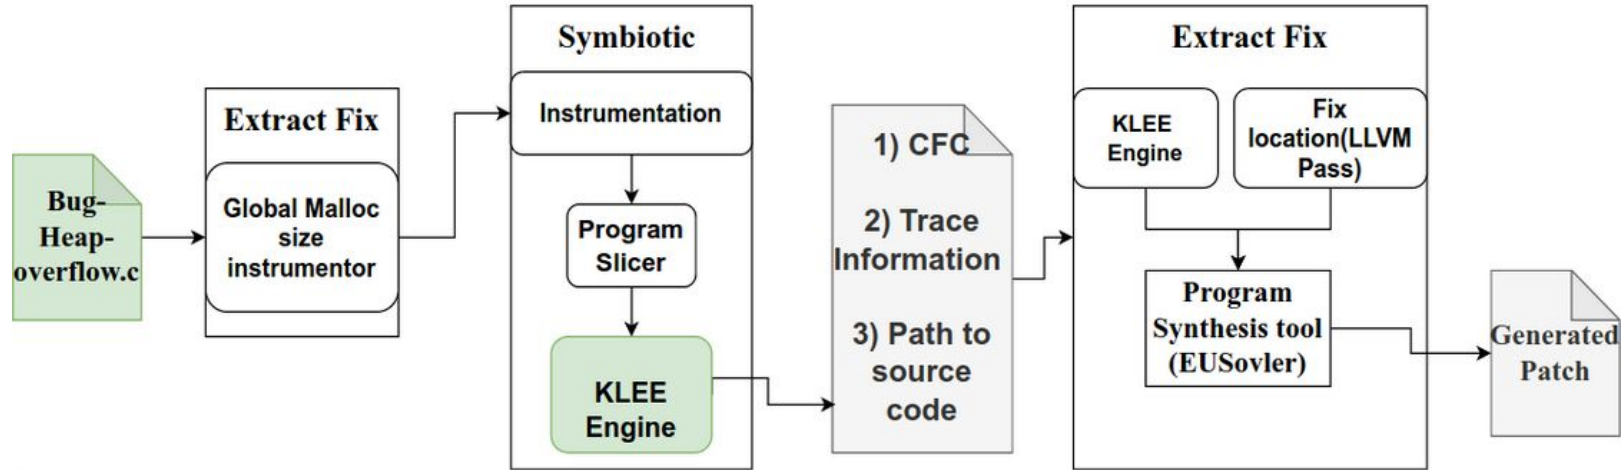 Bug-
Heap-
overflow.c
Extract Fix
Global Malloc
size
instrumentor
Symbiotic
Instrumentation
Program
Slicer
KLEE
Engine
1) CFC
2) Trace
Information
3) Path to
source
code
Extract Fix
KLEE
Engine
Fix
location(LLVM
Pass)
Program
Synthesis tool
(EUSovler)
Generated
Patch